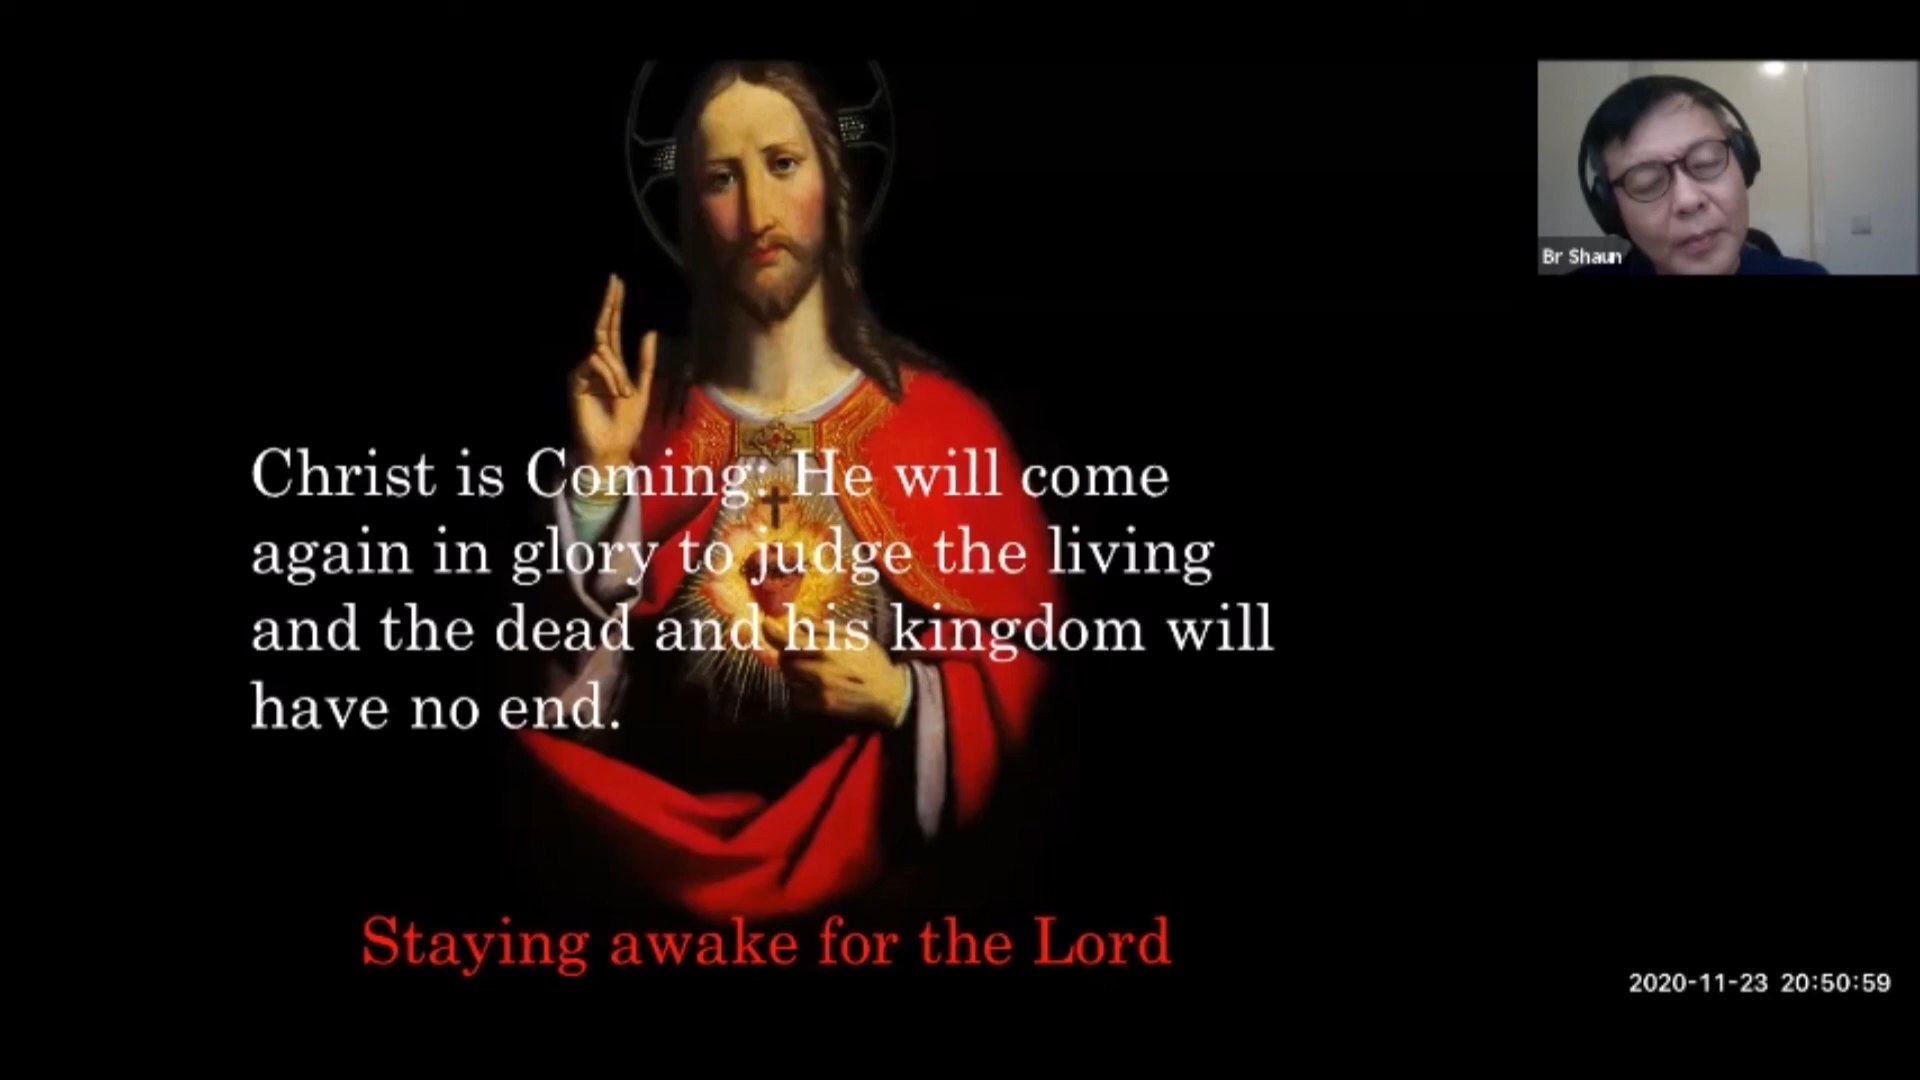 Br Shaun
Christ is Coming: He will come
again in glory to judge the living
and the dead and his kingdom will
have no end.
Staying awake for the Lord
2020-11-23 20:50:59